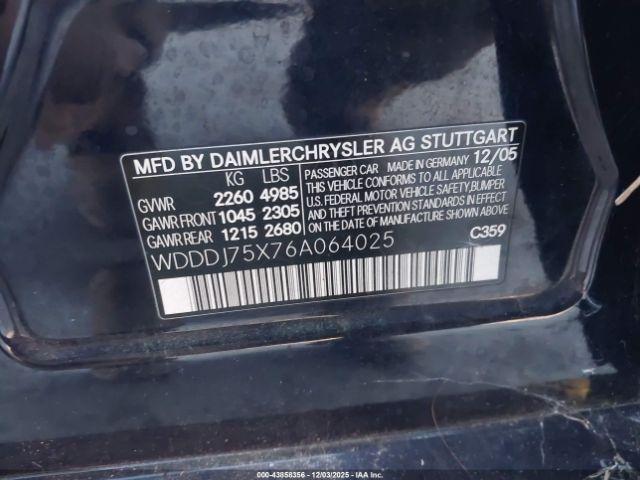 MFD BY DAIMLERCHRYSLER AG STUTTGART
KG LBS
GVWR 2260 4985
GAWR FRONT 1045 2305
GAWR REAR 1215 2680
PASSENGER CAR MADE IN GERMANY 12/05
THIS VEHICLE CONFORMS TO ALL APPLICABLE
U.S. FEDERAL MOTOR VEHICLE SAFETY, BUMPER
AND THEFT PREVENTION STANDARDS IN EFFECT
ON THE DATE OF MANUFACTURE SHOWN ABOVE.
WDDDJ75X76A064025
C359
00-43858356 - 12/03/2025 - IAA Inc.